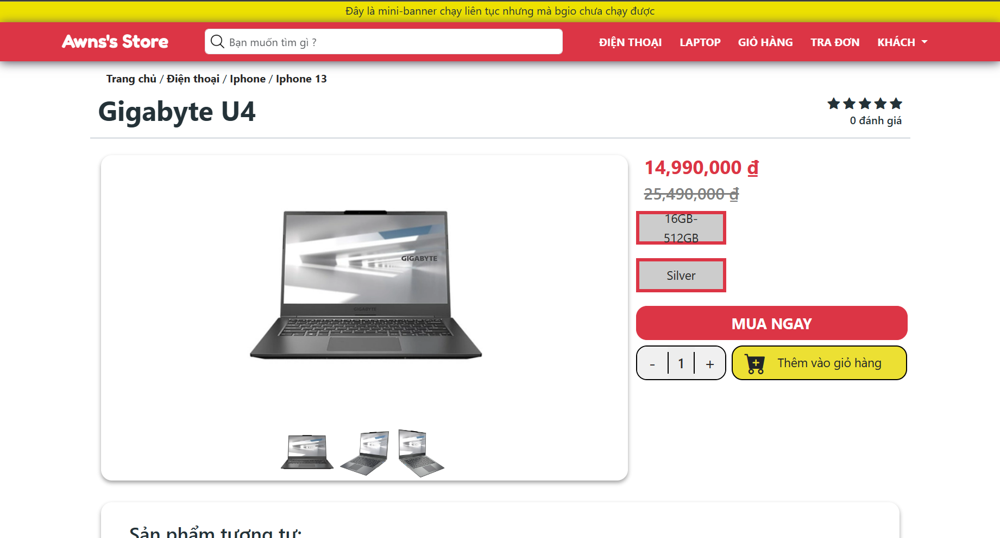 Đây là mini-banner chạy liên tục nhưng mà bgio chưa chạy được
Awns's Store
Bạn muốn tìm gì ?
ĐIỆN THOẠI
LAPTOP
GIỎ HÀNG
TRA ĐƠN
KHÁCH
Trang chủ / Điện thoại / Iphone / Iphone 13
Gigabyte U4
0 đánh giá
14,990,000 ₫
25,490,000 ₫
16GB-
512GB
Silver
GIGABYTE
GIGABYTE
MUA NGAY
- 1 +
Thêm vào giỏ hàng
Sản phẩm tương tự: